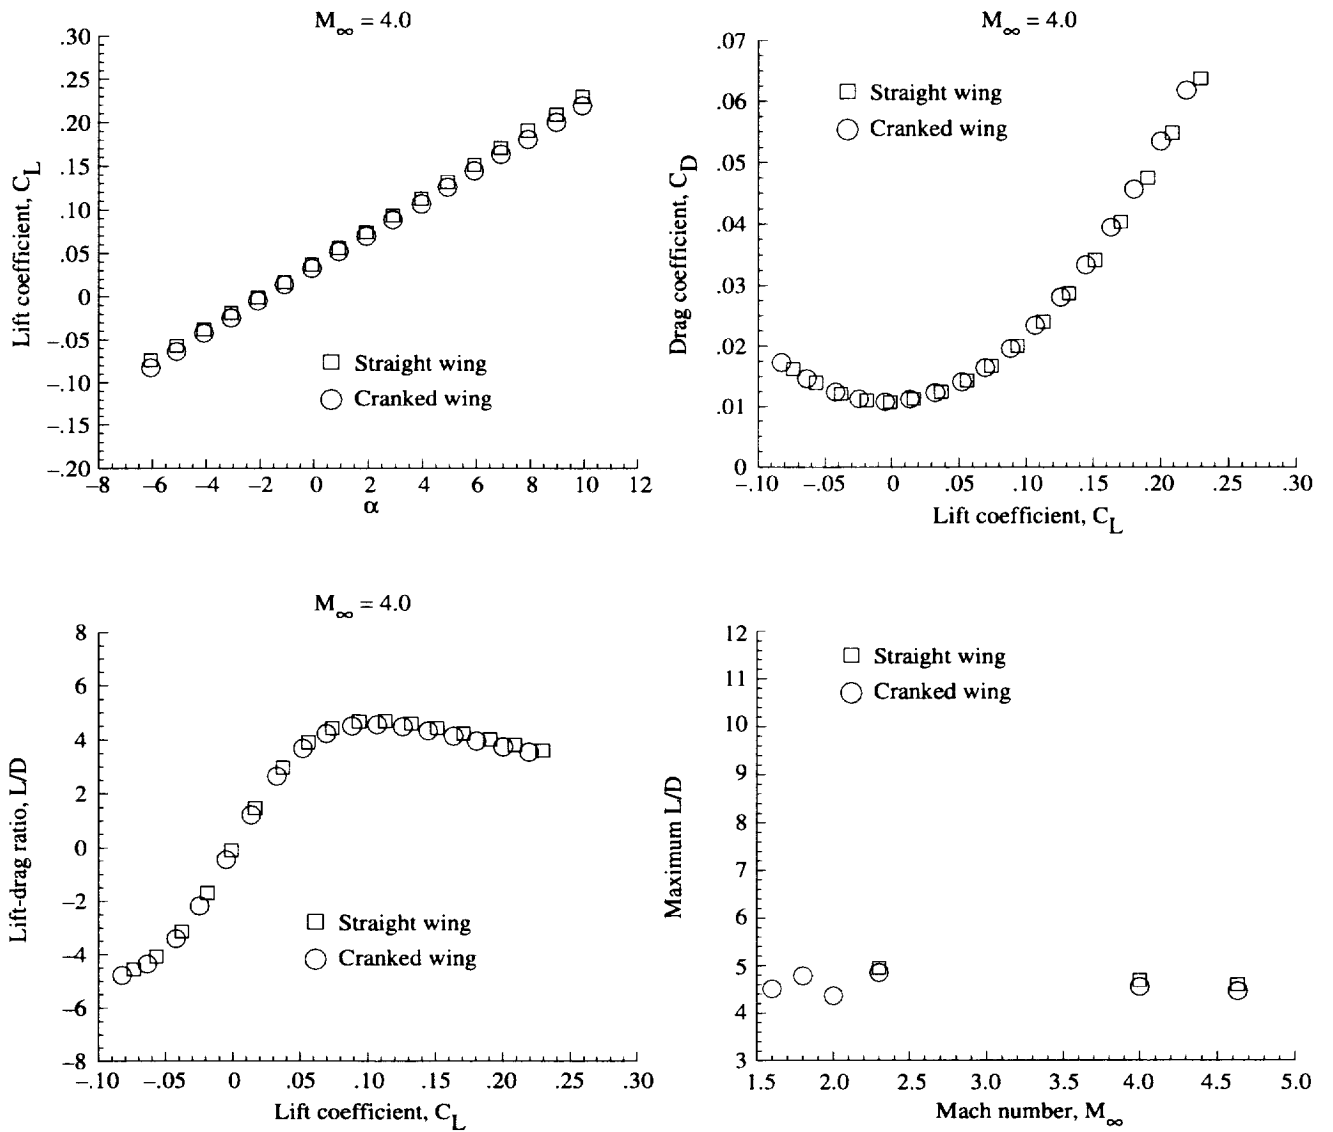 M∞ = 4.0
.30
.25
.20
.15
.10
.05
0
−.05
−.10
−.15
−.20
Lift coefficient, CL
Straight wing
Cranked wing
−8 −6 −4 −2 0 2 4 6 8 10 12
α
M∞ = 4.0
.07
.06
.05
.04
.03
.02
.01
0
Drag coefficient, CD
Straight wing
Cranked wing
−.10 −.05 0 .05 .10 .15 .20 .25 .30
Lift coefficient, CL
M∞ = 4.0
8
6
4
2
0
−2
−4
−6
−8
Lift-drag ratio, L/D
Straight wing
Cranked wing
−.10 −.05 0 .05 .10 .15 .20 .25 .30
Lift coefficient, CL
12
11
10
9
8
7
6
5
4
3
Maximum L/D
Straight wing
Cranked wing
1.5 2.0 2.5 3.0 3.5 4.0 4.5 5.0
Mach number, M∞